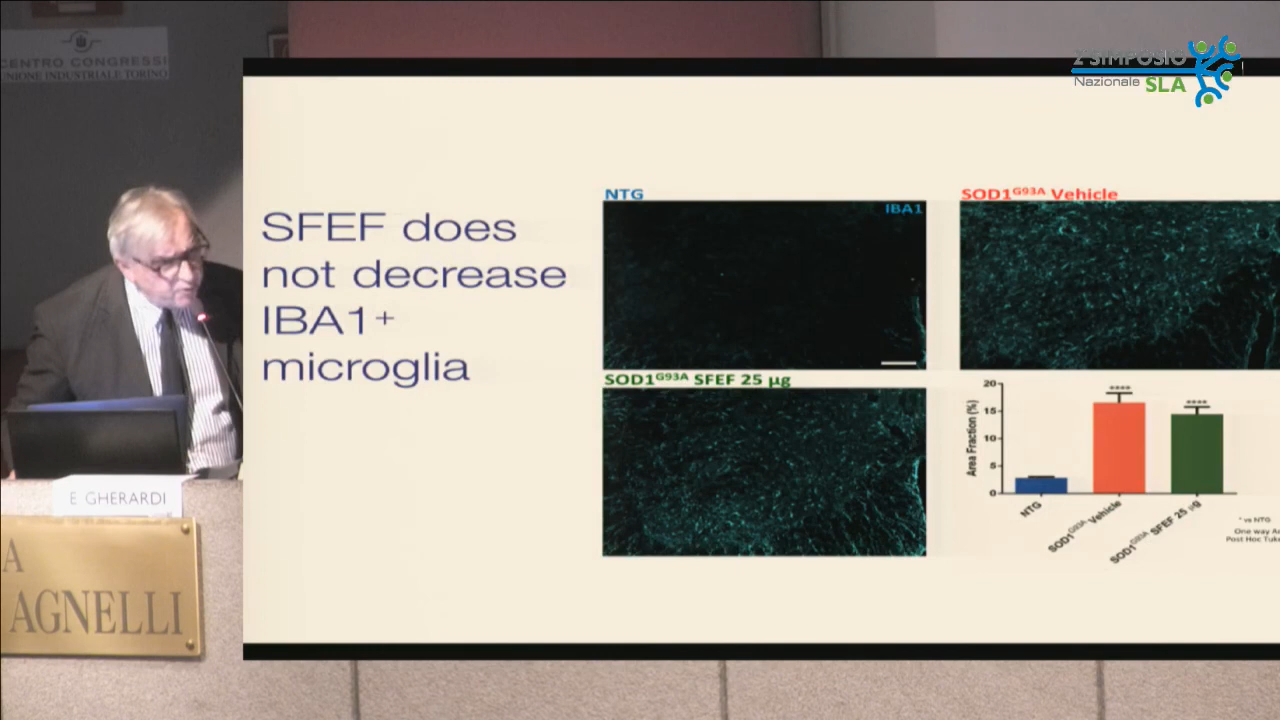 CENTRO CONGRESSI
UNIONE INDUSTRIALE TORINO
2°SIMPOSIO
Nazionale SLA
SFEF does
not decrease
IBA1+
microglia
NTG
IBA1
SOD1G93A Vehicle
SOD1G93A SFEF 25 µg
Area Fraction (%)
20
15
10
5
0
****
****
NTG
SOD1G93A Vehicle
SOD1G93A SFEF 25 µg
* vs NTG
One way
Post Hoc
E GHERARDI
A
AGNELLI